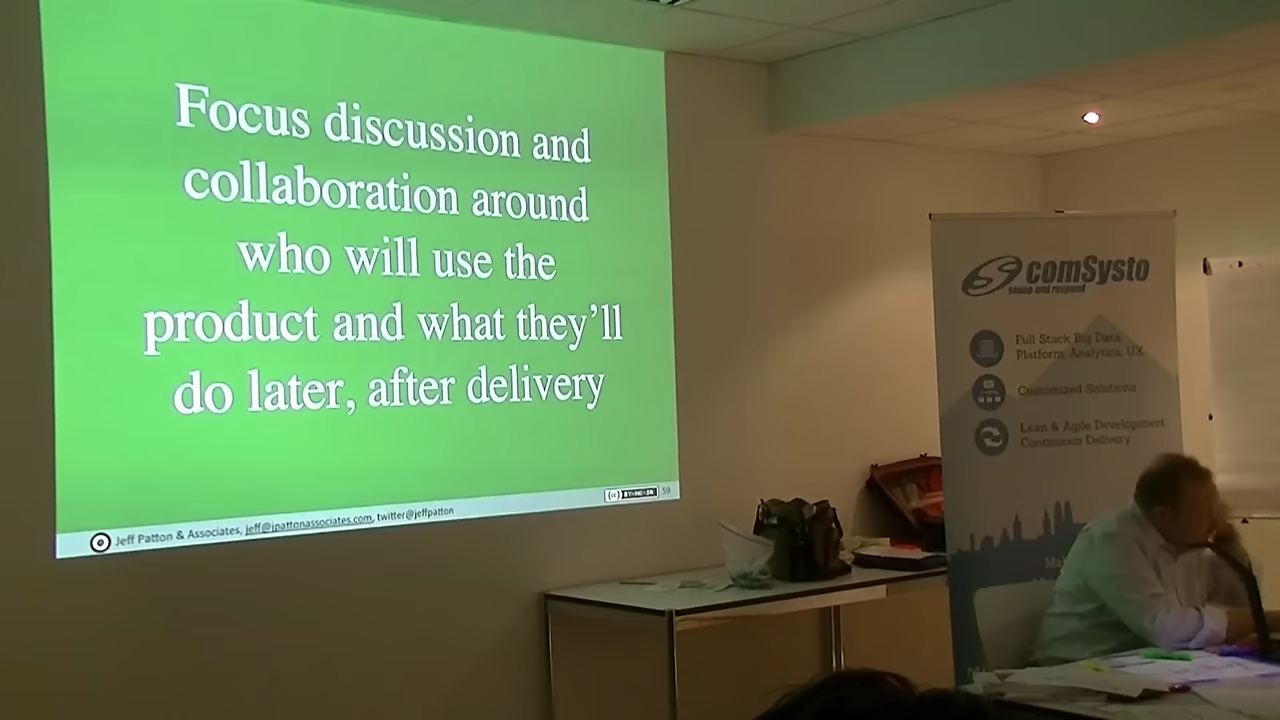 Focus discussion and
collaboration around
who will use the
product and what they’ll
do later, after delivery
Jeff Patton & Associates, jeff@jpattonassociates.com, twitter@jeffpatton
59
comSysto
Full Stack Big Data
Platform, Analytics, UX
Customized Solutions
Lean & Agile Development
Continuous Delivery